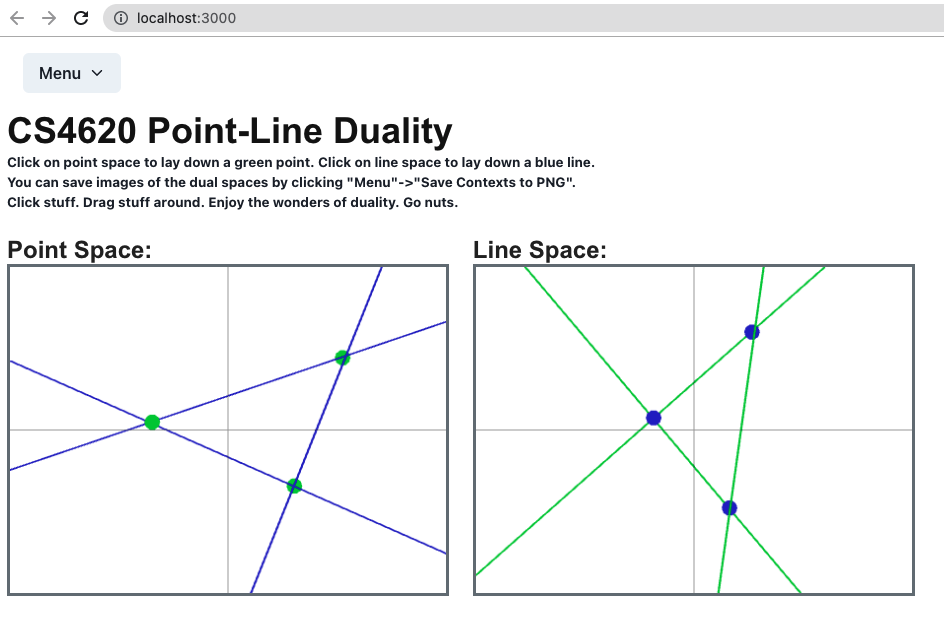 localhost:3000
Menu
CS4620 Point-Line Duality
Click on point space to lay down a green point. Click on line space to lay down a blue line.
You can save images of the dual spaces by clicking "Menu"->"Save Contexts to PNG".
Click stuff. Drag stuff around. Enjoy the wonders of duality. Go nuts.
Point Space:
Line Space: